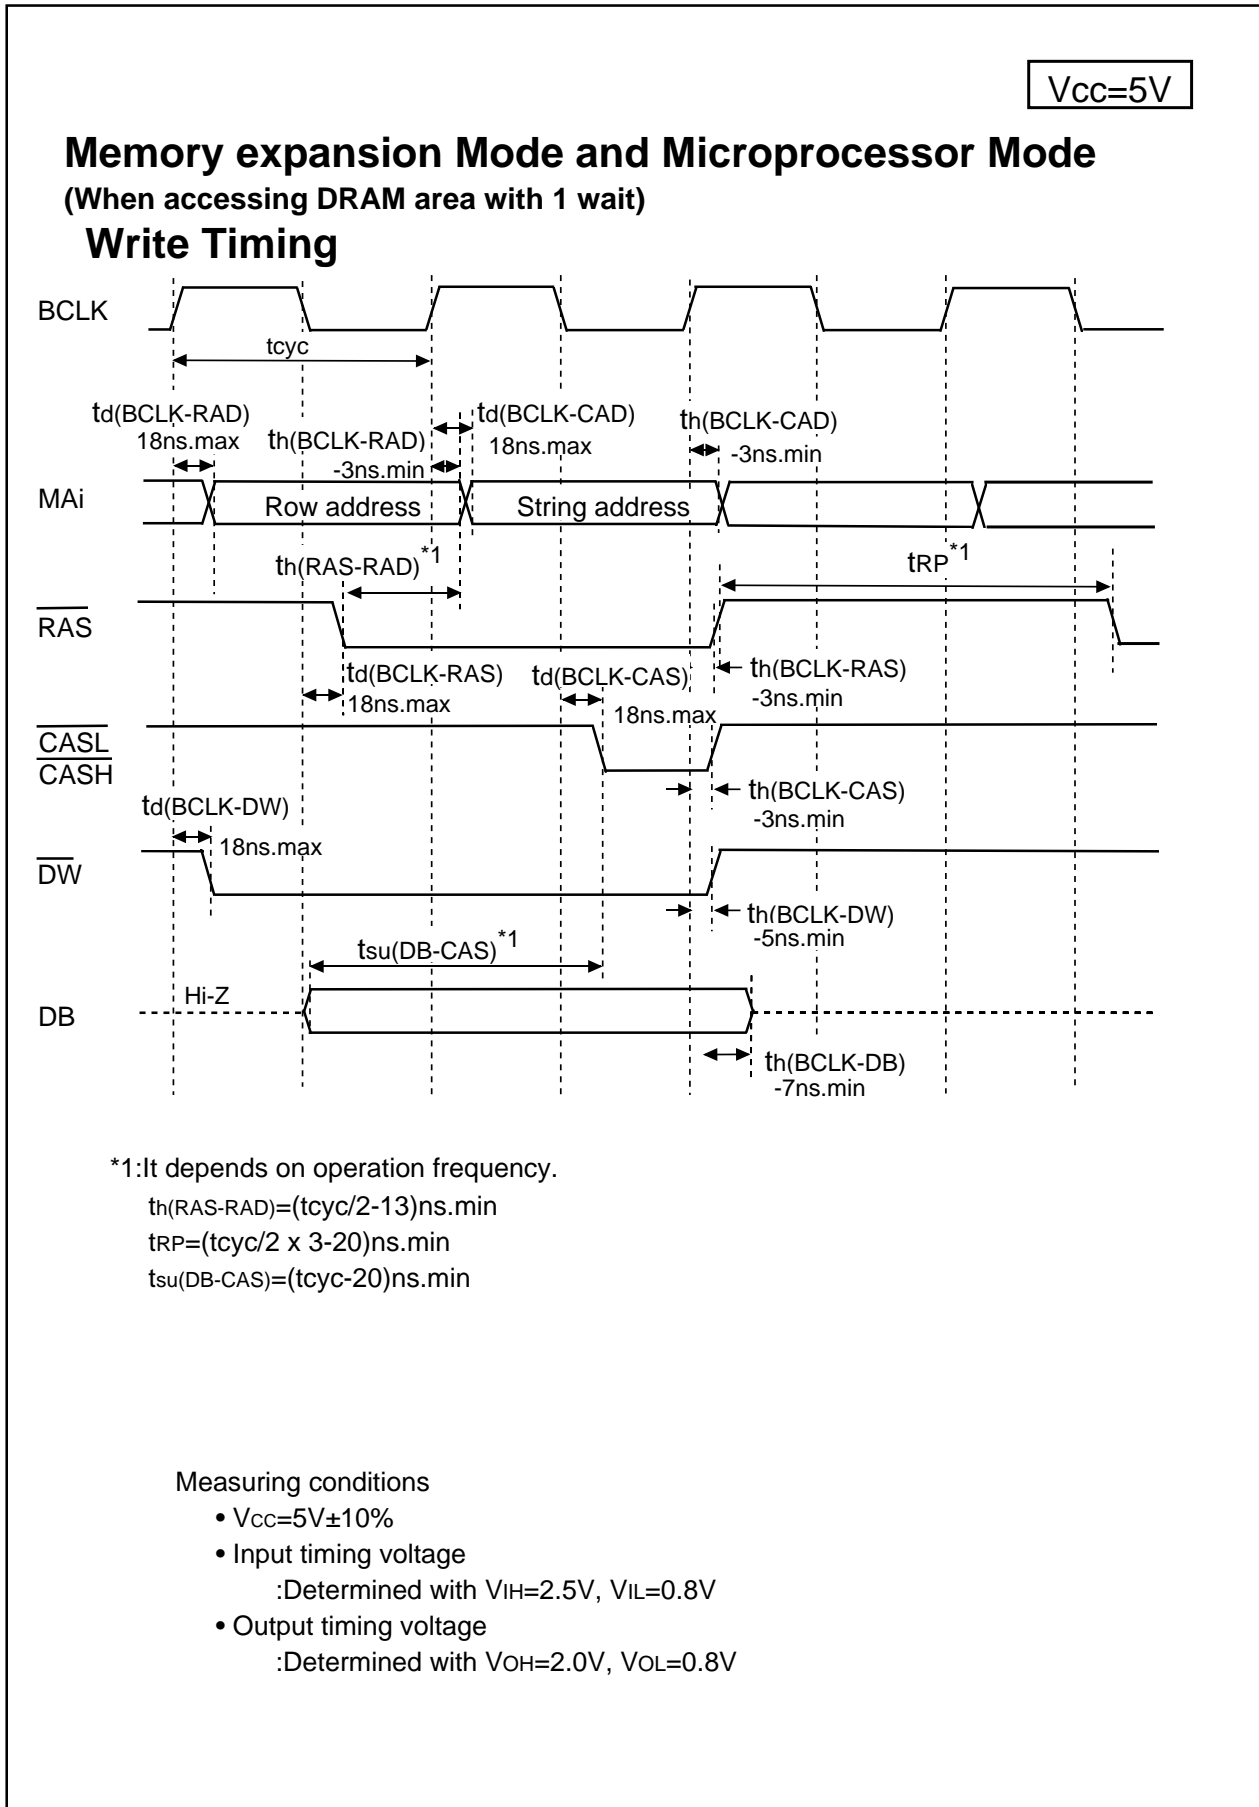 Vcc=5V
Memory expansion Mode and Microprocessor Mode
(When accessing DRAM area with 1 wait)
Write Timing
BCLK
tcyc
td(BCLK-RAD)
18ns.max
th(BCLK-RAD)
-3ns.min
td(BCLK-CAD)
18ns.max
th(BCLK-CAD)
-3ns.min
MAi
Row address
String address
th(RAS-RAD)*1
tRP*1
RAS
td(BCLK-RAS)
18ns.max
td(BCLK-CAS)
18ns.max
th(BCLK-RAS)
-3ns.min
CASL
CASH
th(BCLK-CAS)
-3ns.min
td(BCLK-DW)
18ns.max
DW
th(BCLK-DW)
-5ns.min
tsu(DB-CAS)*1
DB
Hi-Z
th(BCLK-DB)
-7ns.min
*1:It depends on operation frequency.
th(RAS-RAD)=(tcyc/2-13)ns.min
tRP=(tcyc/2 x 3-20)ns.min
tsu(DB-CAS)=(tcyc-20)ns.min
Measuring conditions
• VCC=5V±10%
• Input timing voltage
:Determined with VIH=2.5V, VIL=0.8V
• Output timing voltage
:Determined with VOH=2.0V, VOL=0.8V